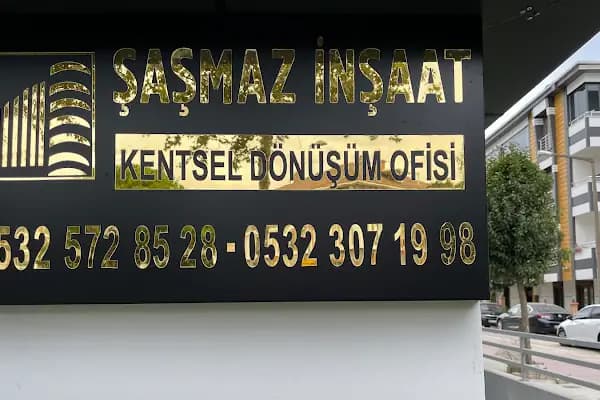 ŞAŞMAZ İNŞAAT
KENTSEL DÖNÜŞÜM OFİSİ
532 572 85 28 - 0532 307 19 98